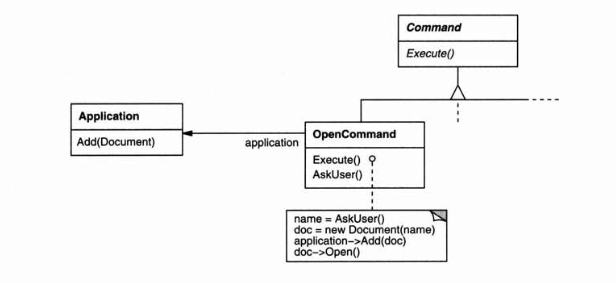 Command
Execute()
Application
Add(Document)
application
OpenCommand
Execute()
AskUser()
name = AskUser()
doc = new Document(name)
application->Add(doc)
doc->Open()